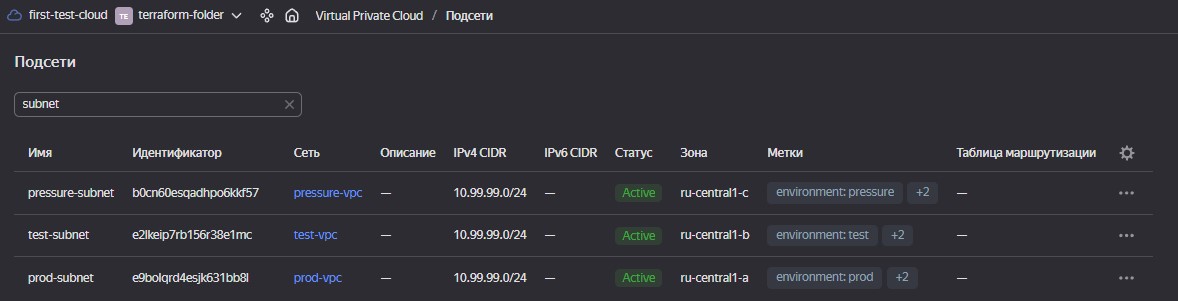 first-test-cloud TE terraform-folder Virtual Private Cloud / Подсети
Подсети
subnet
Имя Идентификатор Сеть Описание IPv4 CIDR IPv6 CIDR Статус Зона Метки Таблица маршрутизации
pressure-subnet b0cn60esqadhpo6kkf57 pressure-vpc — 10.99.99.0/24 — Active ru-central1-c environment: pressure +2 —
test-subnet e2lkeip7rb156r38e1mc test-vpc — 10.99.99.0/24 — Active ru-central1-b environment: test +2 —
prod-subnet e9bolqrd4esjk631bb8l prod-vpc — 10.99.99.0/24 — Active ru-central1-a environment: prod +2 —